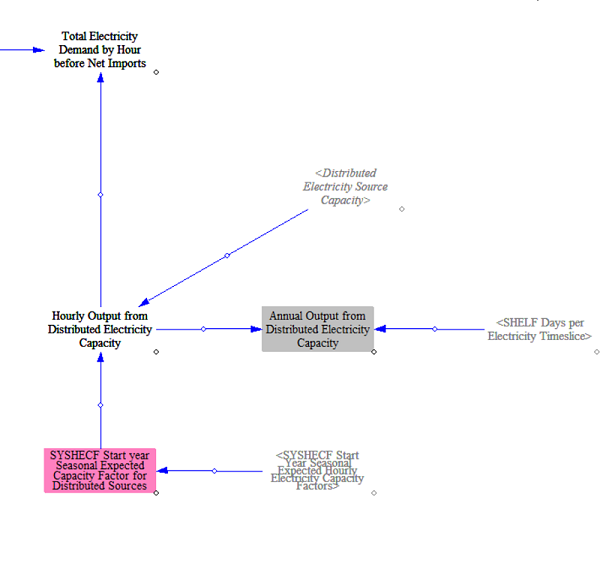 Total Electricity
Demand by Hour
before Net Imports
<Distributed
Electricity Source
Capacity>
Hourly Output from
Distributed Electricity
Capacity
Annual Output from
Distributed Electricity
Capacity
<SHELF Days per
Electricity Timeslice>
SYSHECF Start year
Seasonal Expected
Capacity Factor for
Distributed Sources
<SYSHECF Start
Year Seasonal
Expected Hourly
Electricity Capacity
Factors>